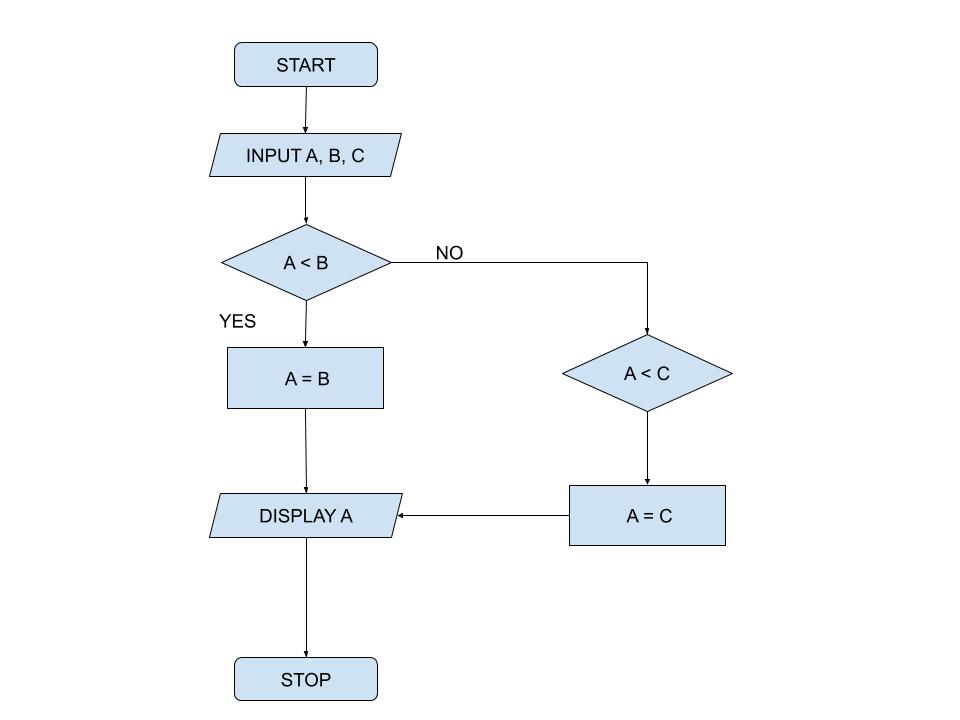 START
INPUT A, B, C
A < B
NO
YES
A = B
A < C
DISPLAY A
A = C
STOP